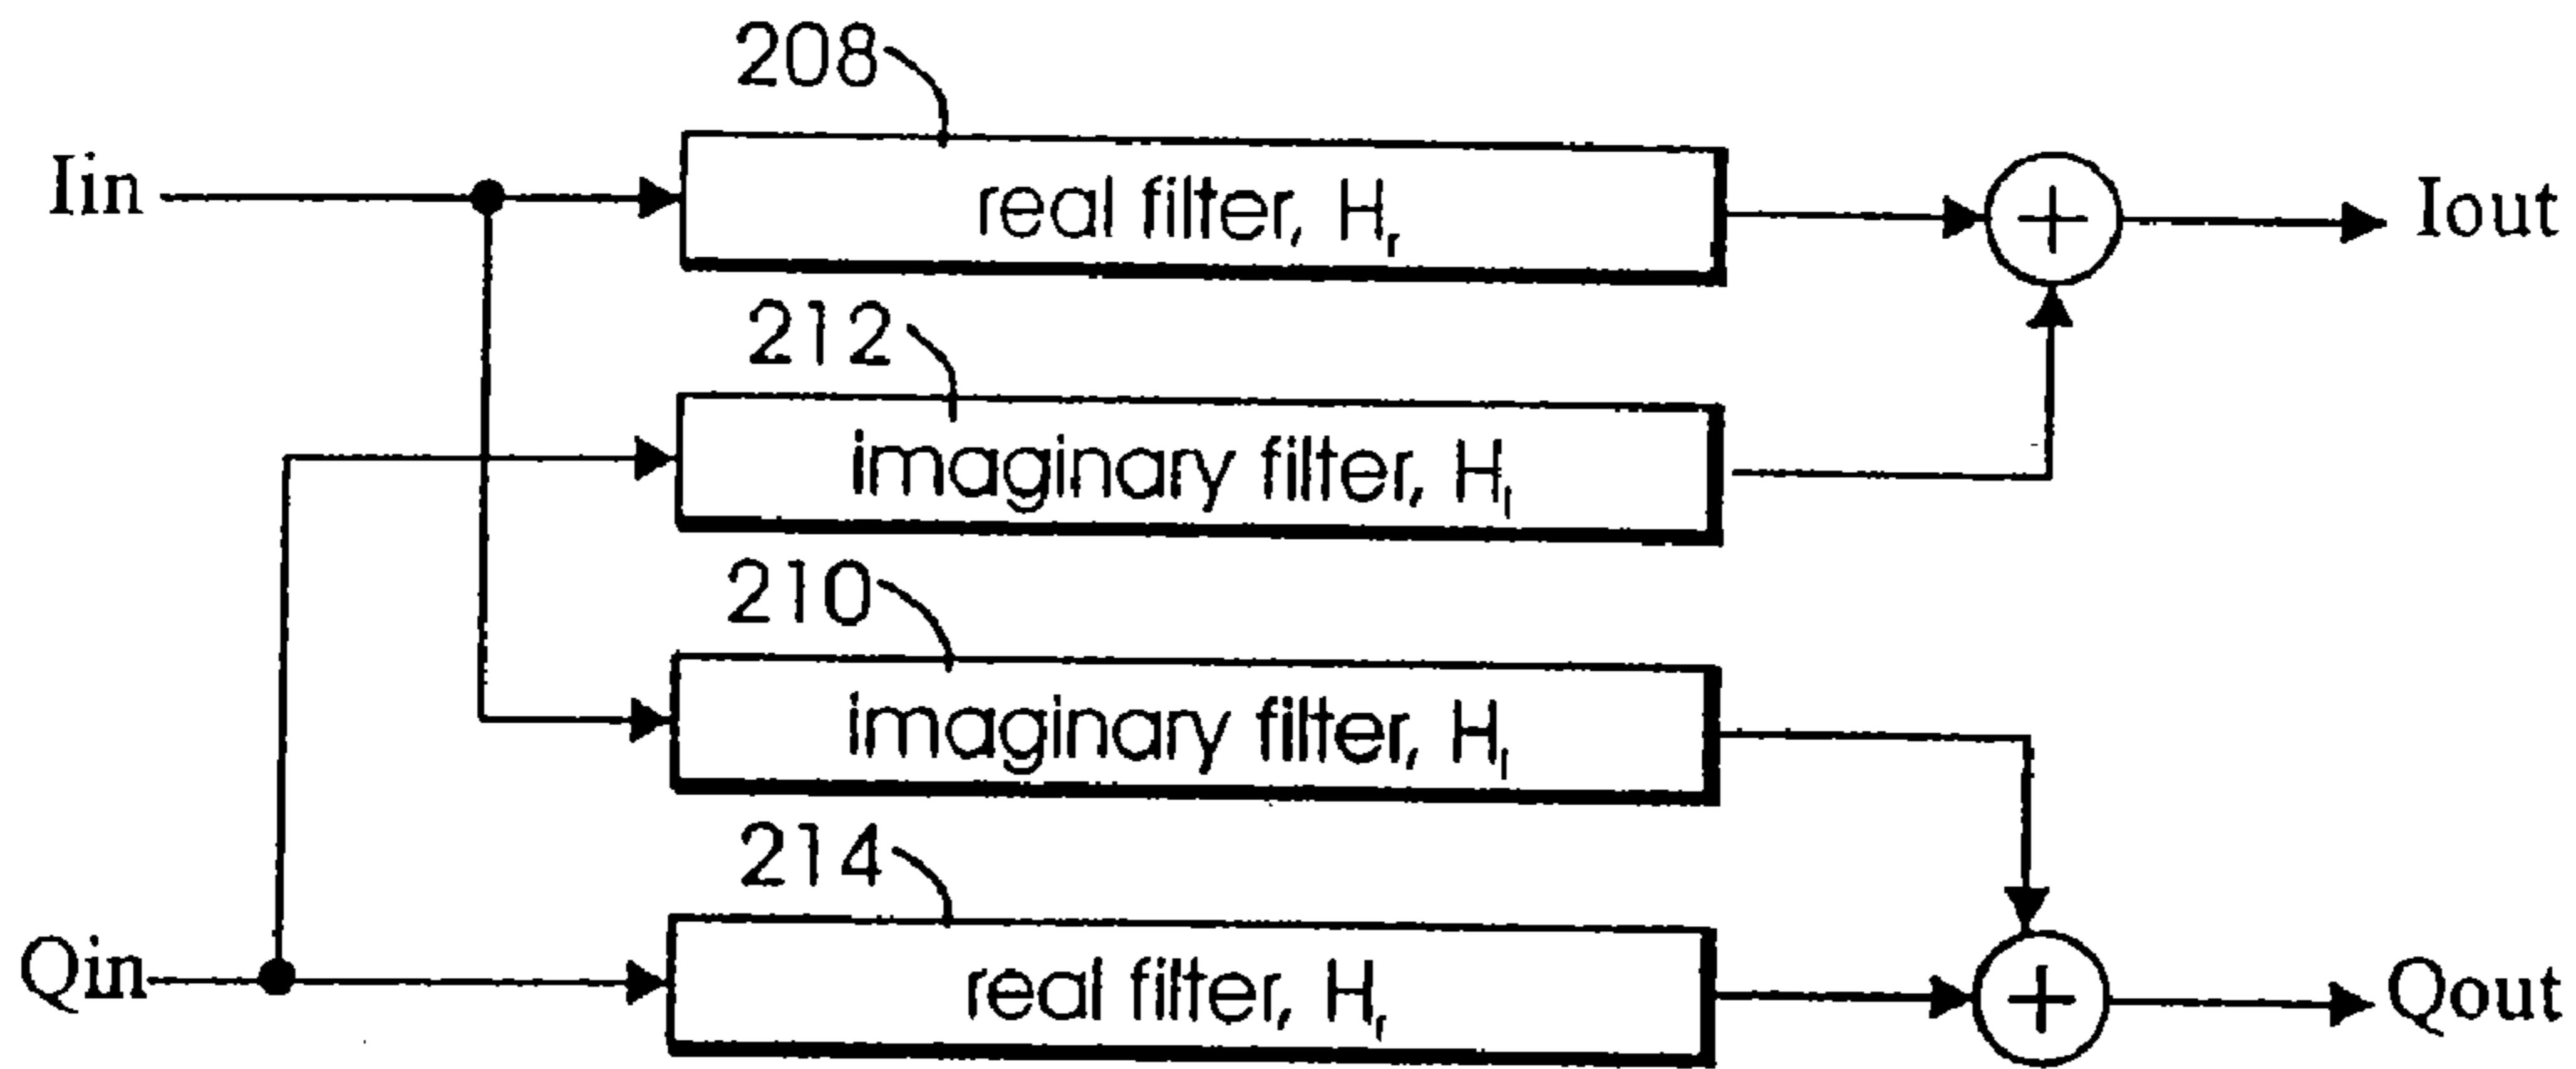 208
Iin
real filter, Hr
Iout
212
imaginary filter, HI
210
imaginary filter, HI
214
Qin
real filter, Hr
Qout